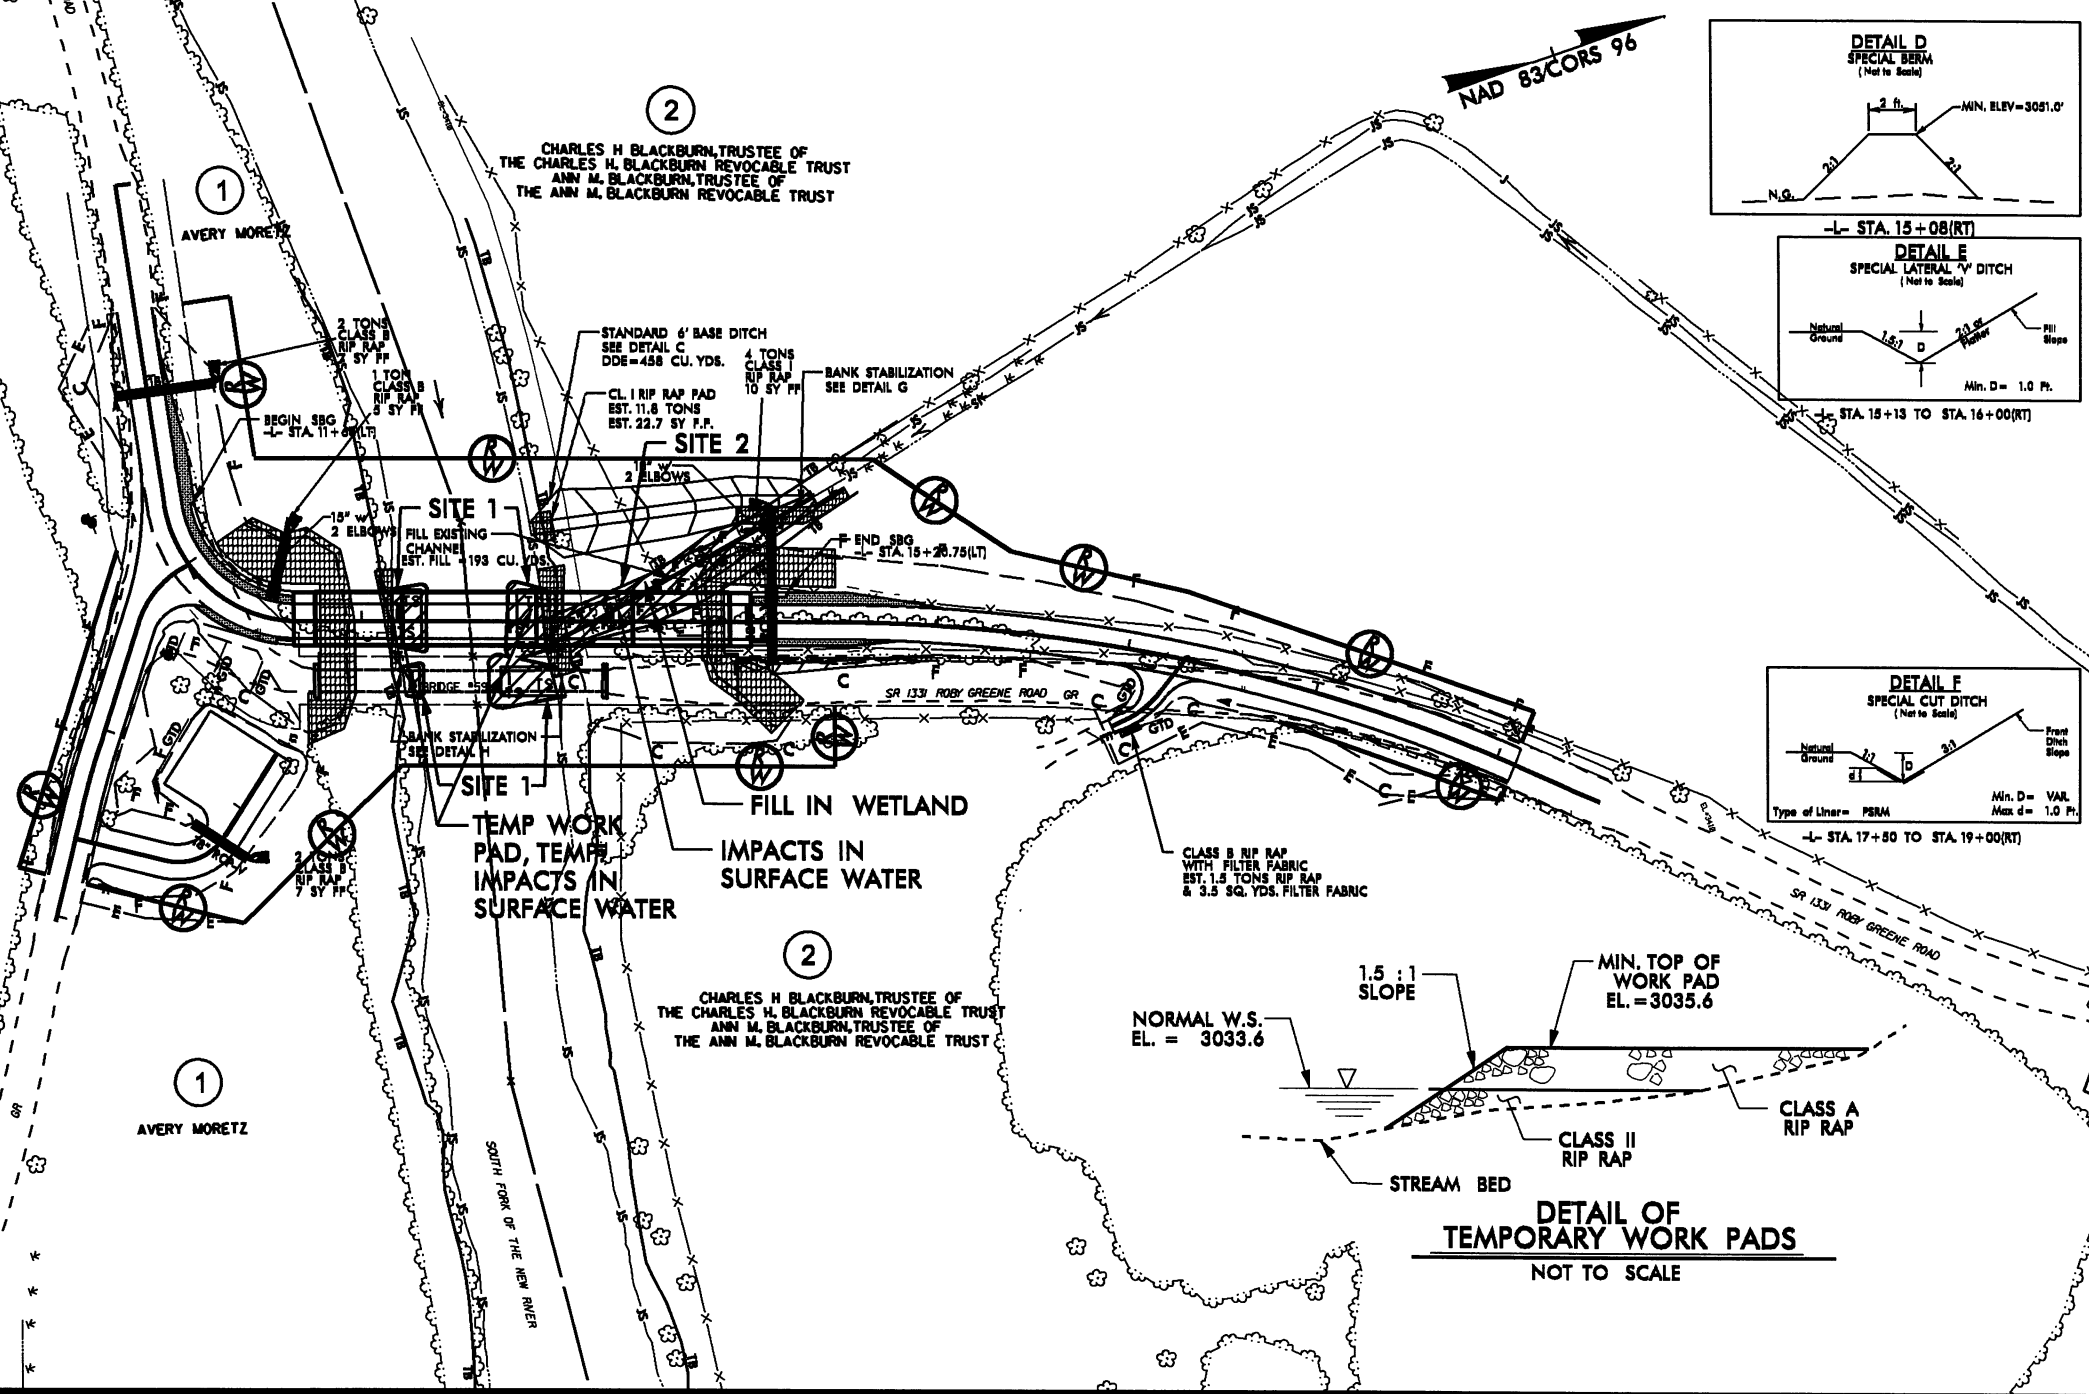 NAD 83/CORS 96
DETAIL D
SPECIAL BERM
(Not to Scale)
2 ft.
MIN. ELEV=3051.0'
2:1
2:1
N.G.
-L- STA. 15+08(RT)
DETAIL E
SPECIAL LATERAL 'V' DITCH
(Not to Scale)
Natural
Ground
1.5:1
D
2:1 or
Flatter
Fill
Slope
Min. D= 1.0 Ft.
-L- STA. 15+13 TO STA. 16+00(RT)
2
CHARLES H BLACKBURN, TRUSTEE OF
THE CHARLES H. BLACKBURN REVOCABLE TRUST
ANN M. BLACKBURN, TRUSTEE OF
THE ANN M. BLACKBURN REVOCABLE TRUST
1
AVERY MORETZ
2 TONS
CLASS B
RIP RAP
7 SY FF
1 TON
CLASS B
RIP RAP
5 SY FF
BEGIN SBG
STANDARD 6' BASE DITCH
SEE DETAIL C
DDE=458 CU. YDS.
CL. I RIP RAP PAD
EST. 11.8 TONS
EST. 22.7 SY F.F.
4 TONS
CLASS I
RIP RAP
10 SY FF
BANK STABILIZATION
SEE DETAIL G
SITE 2
2 ELBOWS
SITE 1
15" W
2 ELBOWS
FILL EXISTING
CHANNEL
EST. FILL =193 CU. YDS.
END SBG
-L- STA. 15+20.75(LT)
SR 1331 ROBY GREENE ROAD GR
BANK STABILIZATION
SEE DETAIL H
SITE 1
FILL IN WETLAND
TEMP WORK
PAD, TEMP
IMPACTS IN
SURFACE WATER
IMPACTS IN
SURFACE WATER
2 TONS
CLASS B
RIP RAP
7 SY FF
CLASS B RIP RAP
WITH FILTER FABRIC
EST. 1.5 TONS RIP RAP
& 3.5 SQ. YDS. FILTER FABRIC
DETAIL F
SPECIAL CUT DITCH
(Not to Scale)
Natural
Ground
1:1
D
d
3:1
Front
Ditch
Slope
Min. D= VAR.
Max d= 1.0 Ft.
Type of Liner= PSRM
-L- STA. 17+50 TO STA. 19+00(RT)
SR 1331 ROBY GREENE ROAD
2
CHARLES H BLACKBURN, TRUSTEE OF
THE CHARLES H. BLACKBURN REVOCABLE TRUST
ANN M. BLACKBURN, TRUSTEE OF
THE ANN M. BLACKBURN REVOCABLE TRUST
1
AVERY MORETZ
GR
SOUTH FORK OF THE NEW RIVER
1.5 : 1
SLOPE
MIN. TOP OF
WORK PAD
EL. =3035.6
NORMAL W.S.
EL. = 3033.6
CLASS A
RIP RAP
CLASS II
RIP RAP
STREAM BED
DETAIL OF
TEMPORARY WORK PADS
NOT TO SCALE